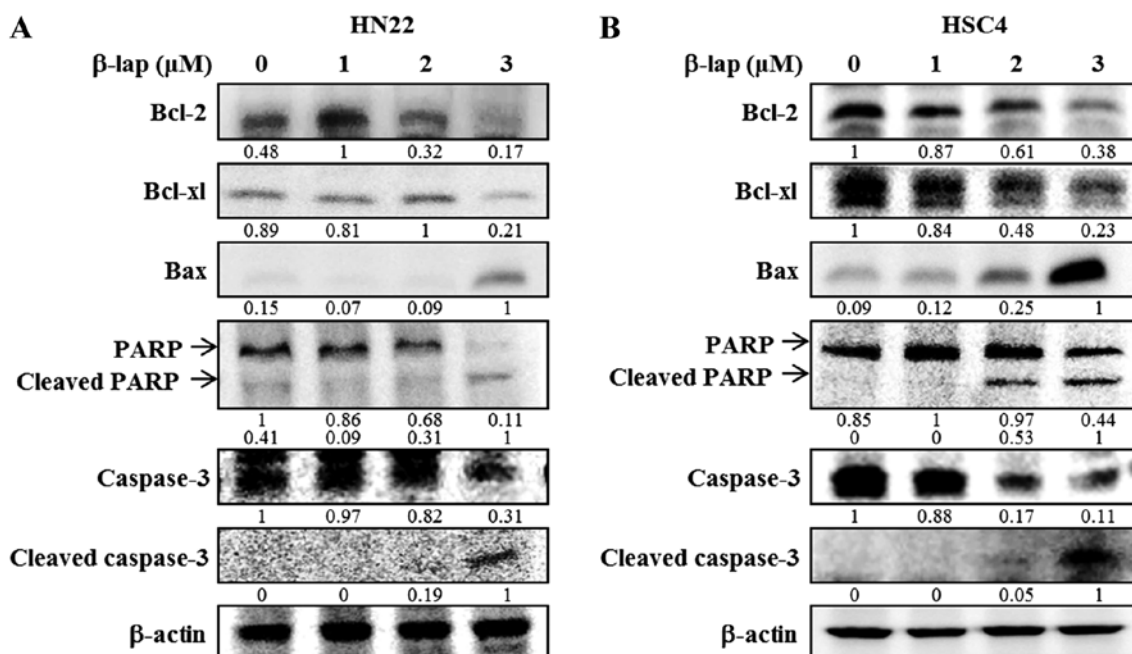 A
HN22
β-lap (μM) 0 1 2 3
Bcl-2
0.48 1 0.32 0.17
Bcl-xl
0.89 0.81 1 0.21
Bax
0.15 0.07 0.09 1
PARP
Cleaved PARP
1 0.86 0.68 0.11
0.41 0.09 0.31 1
Caspase-3
1 0.97 0.82 0.31
Cleaved caspase-3
0 0 0.19 1
β-actin
B
HSC4
β-lap (μM) 0 1 2 3
Bcl-2
1 0.87 0.61 0.38
Bcl-xl
1 0.84 0.48 0.23
Bax
0.09 0.12 0.25 1
PARP
Cleaved PARP
0.85 1 0.97 0.44
0 0 0.53 1
Caspase-3
1 0.88 0.17 0.11
Cleaved caspase-3
0 0 0.05 1
β-actin